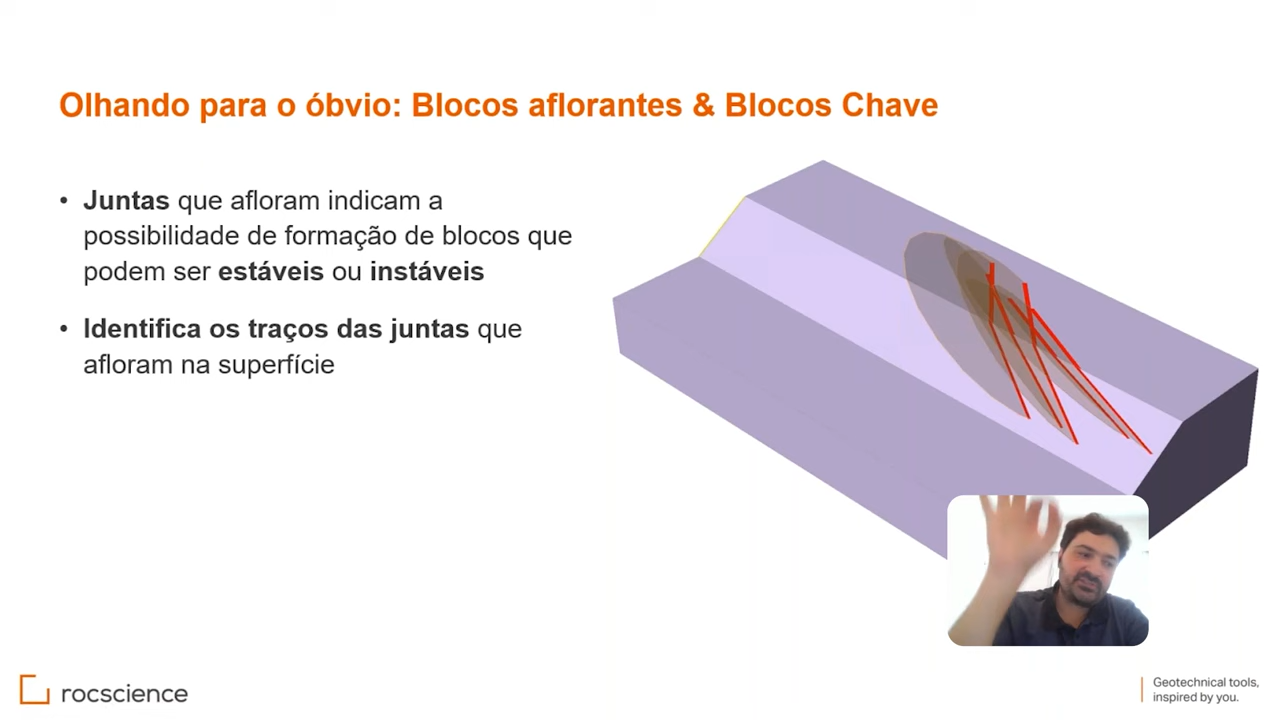 Olhando para o óbvio: Blocos aflorantes & Blocos Chave
• Juntas que afloram indicam a
possibilidade de formação de blocos que
podem ser estáveis ou instáveis
• Identifica os traços das juntas que
afloram na superfície
rocscience
Geotechnical tools,
inspired by you.